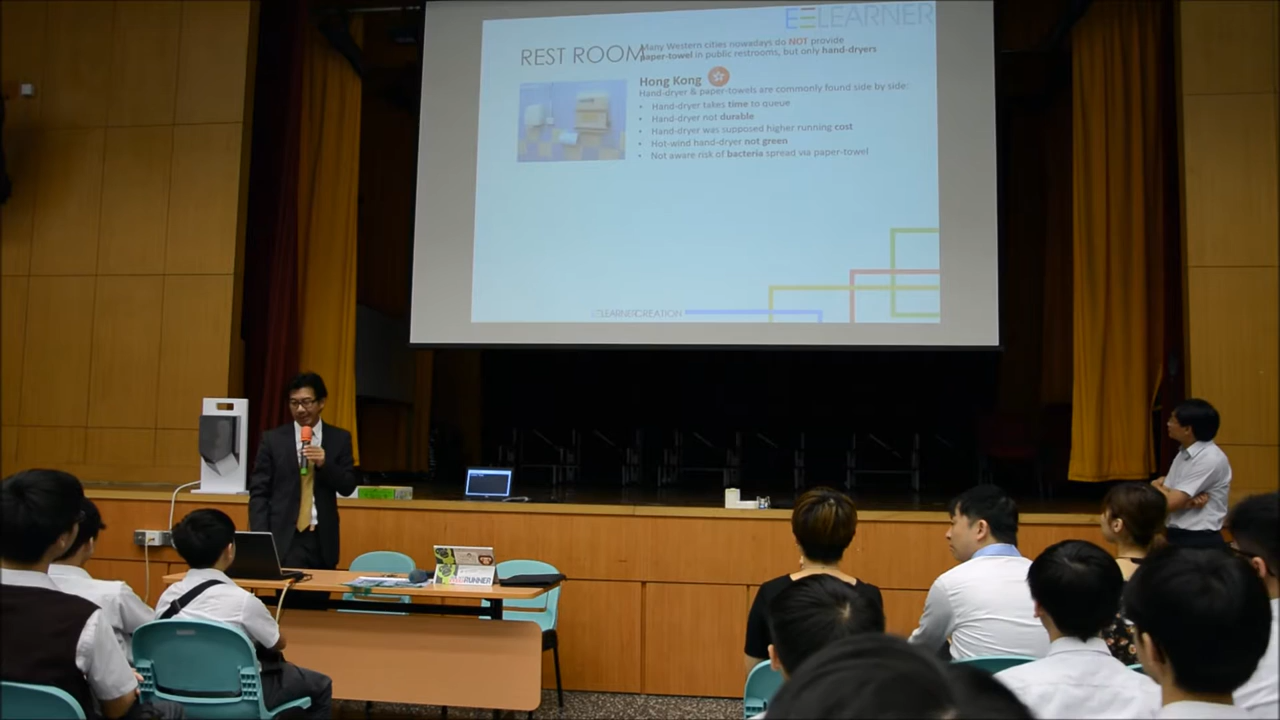 EELEARNER
REST ROOM
Many Western cities nowadays do NOT provide
paper-towel in public restrooms, but only hand-dryers
Hong Kong
Hand-dryer & paper-towels are commonly found side by side:
• Hand-dryer takes time to queue
• Hand-dryer not durable
• Hand-dryer was supposed higher running cost
• Hot-wind hand-dryer not green
• Not aware risk of bacteria spread via paper-towel
RUNNER